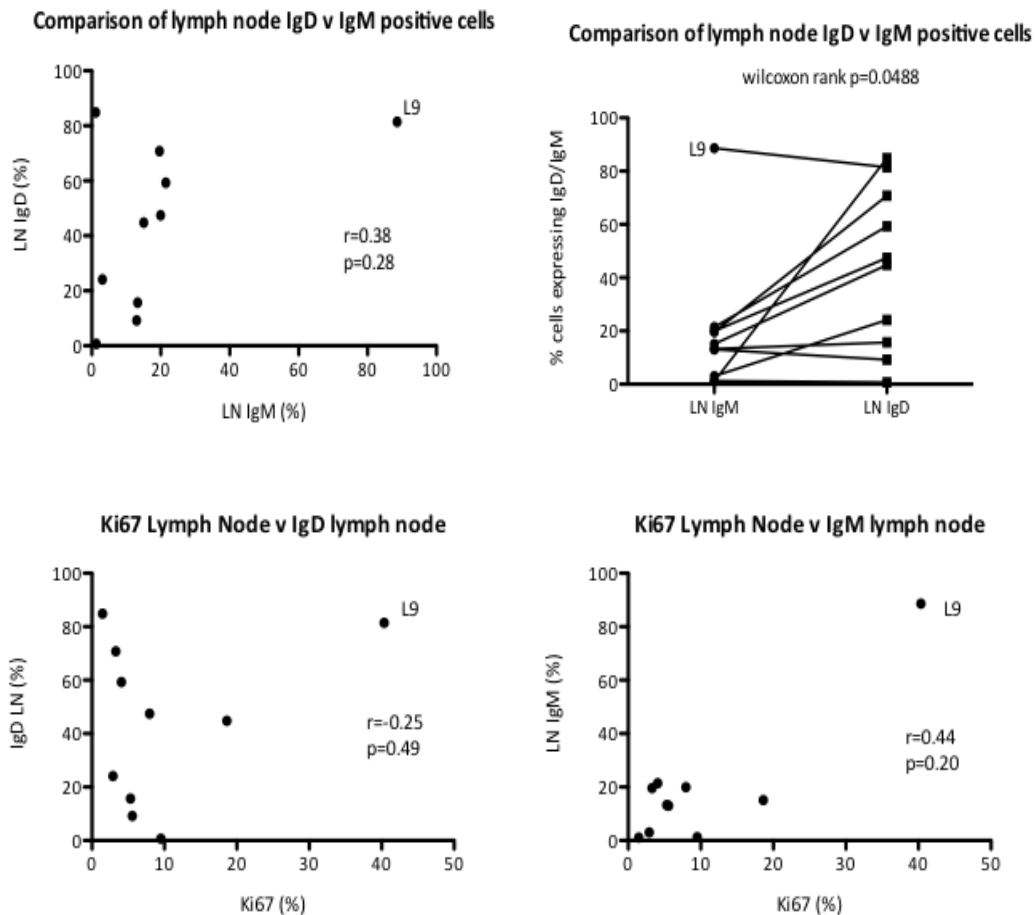 Comparison of lymph node IgD v IgM positive cells
100
80
60
40
20
0
LN IgD (%)
L9
r=0.38
p=0.28
0 20 40 60 80 100
LN IgM (%)
Comparison of lymph node IgD v IgM positive cells
wilcoxon rank p=0.0488
100
80
60
40
20
0
% cells expressing IgD/IgM
L9
LN IgM LN IgD
Ki67 Lymph Node v IgD lymph node
100
80
60
40
20
0
IgD LN (%)
L9
r=-0.25
p=0.49
0 10 20 30 40 50
Ki67 (%)
Ki67 Lymph Node v IgM lymph node
100
80
60
40
20
0
LN IgM (%)
L9
r=0.44
p=0.20
0 10 20 30 40 50
Ki67 (%)